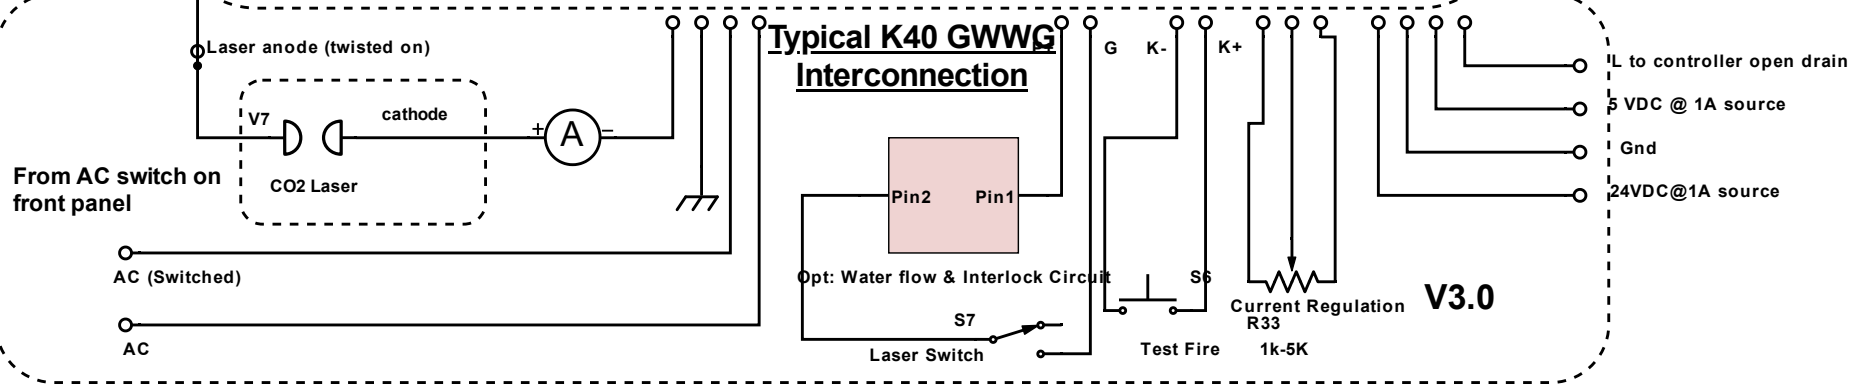 Typical K40 GWWG
Interconnection
Laser anode (twisted on)
P+
G
K-
K+
L to controller open drain
5 VDC @ 1A source
Gnd
24VDC@1A source
V7
cathode
+
A
–
CO2 Laser
From AC switch on
front panel
Pin2
Pin1
AC (Switched)
AC
Opt: Water flow & Interlock Circuit
S6
S7
Laser Switch
Test Fire
Current Regulation
R33
1k-5K
V3.0